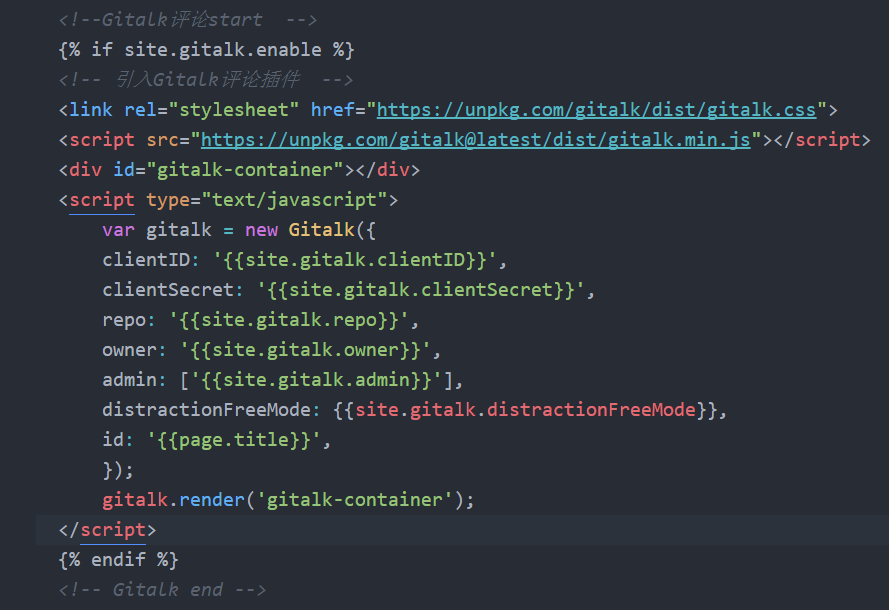 <!--Gitalk评论start  -->
{% if site.gitalk.enable %}
<!-- 引入Gitalk评论插件  -->
<link rel="stylesheet" href="https://unpkg.com/gitalk/dist/gitalk.css">
<script src="https://unpkg.com/gitalk@latest/dist/gitalk.min.js"></script>
<div id="gitalk-container"></div>
<script type="text/javascript">
    var gitalk = new Gitalk({
    clientID: '{{site.gitalk.clientID}}',
    clientSecret: '{{site.gitalk.clientSecret}}',
    repo: '{{site.gitalk.repo}}',
    owner: '{{site.gitalk.owner}}',
    admin: ['{{site.gitalk.admin}}'],
    distractionFreeMode: {{site.gitalk.distractionFreeMode}},
    id: '{{page.title}}',
    });
    gitalk.render('gitalk-container');
</script>
{% endif %}
<!-- Gitalk end -->